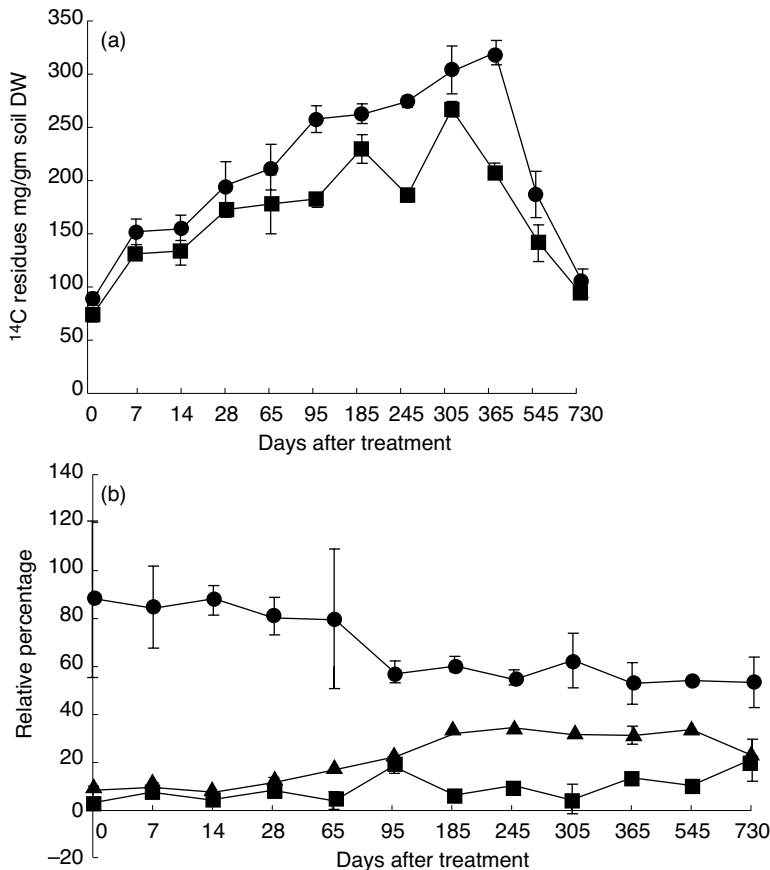 (a)
350
300
250
200
150
100
50
0
¹⁴C residues mg/gm soil DW
0 7 14 28 65 95 185 245 305 365 545 730
Days after treatment
(b)
140
120
100
80
60
40
20
0
–20
Relative percentage
0 7 14 28 65 95 185 245 305 365 545 730
Days after treatment